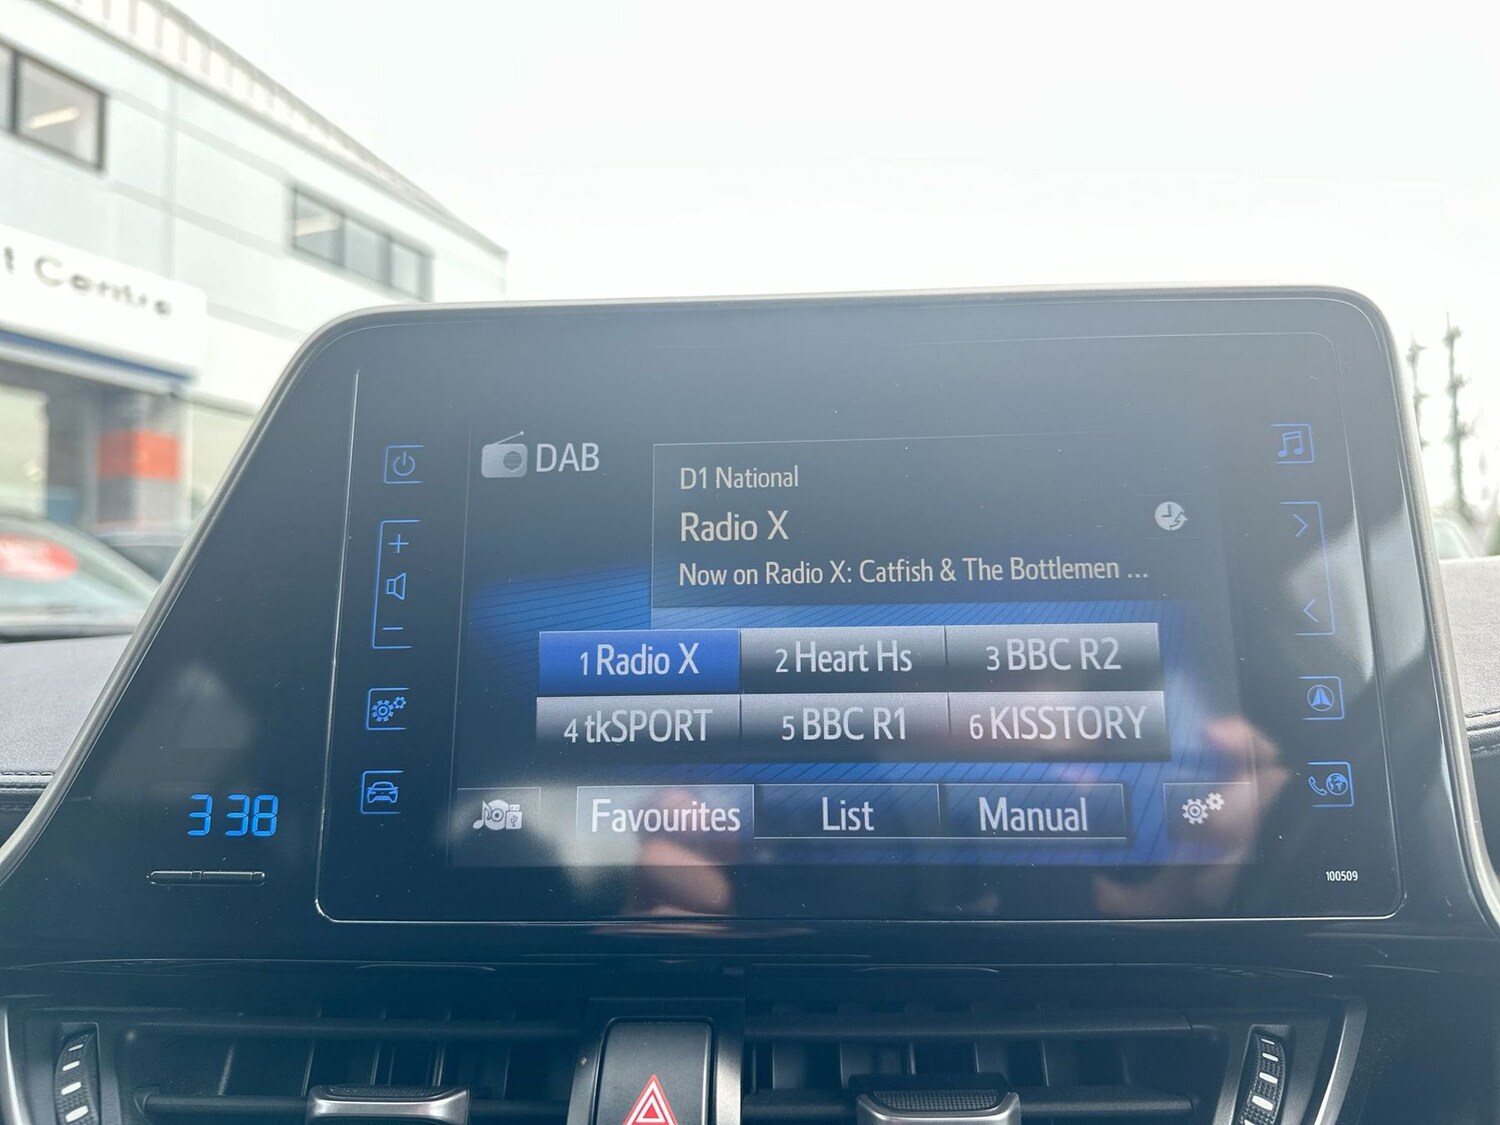 t Centre
DAB
D1 National
Radio X
Now on Radio X: Catfish & The Bottlemen ...
1 Radio X
2 Heart Hs
3 BBC R2
4 tkSPORT
5 BBC R1
6 KISSTORY
Favourites
List
Manual
3 38
100509